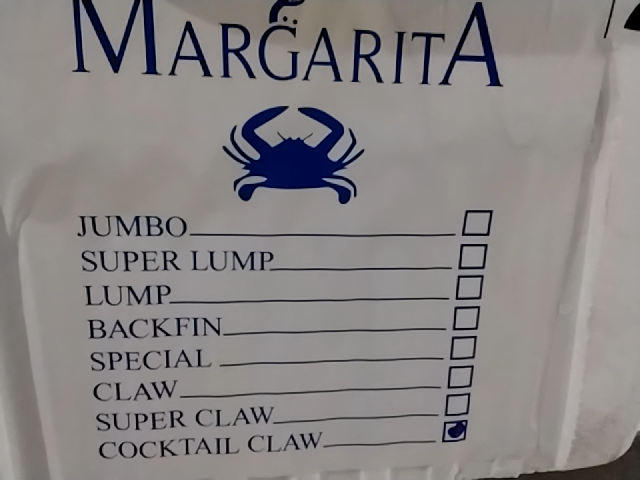 MARGARITA
JUMBO
SUPER LUMP
LUMP
BACKFIN
SPECIAL
CLAW
SUPER CLAW
COCKTAIL CLAW